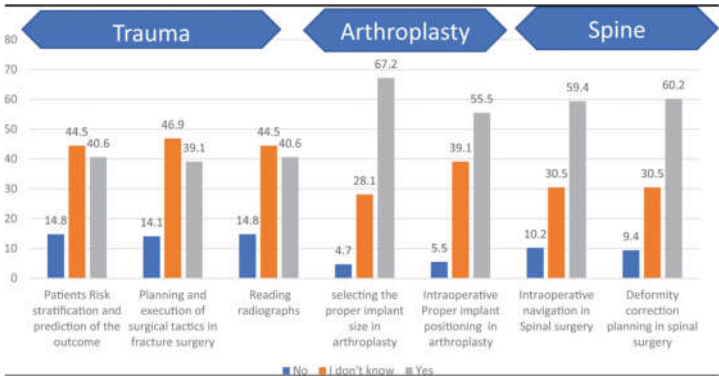 Trauma
Arthroplasty
Spine
80
70
60
50
40
30
20
10
0
14.8
44.5
40.6
14.1
46.9
39.1
14.8
44.5
40.6
4.7
28.1
67.2
5.5
39.1
55.5
10.2
30.5
59.4
9.4
30.5
60.2
Patients Risk
stratification and
prediction of the
outcome
Planning and
execution of
surgical tactics in
fracture surgery
Reading
radiographs
selecting the
proper implant
size in
arthroplasty
Intraoperative
Proper implant
positioning in
arthroplasty
Intraoperative
navigation in
Spinal surgery
Deformity
correction
planning in spinal
surgery
No
I don't know
Yes